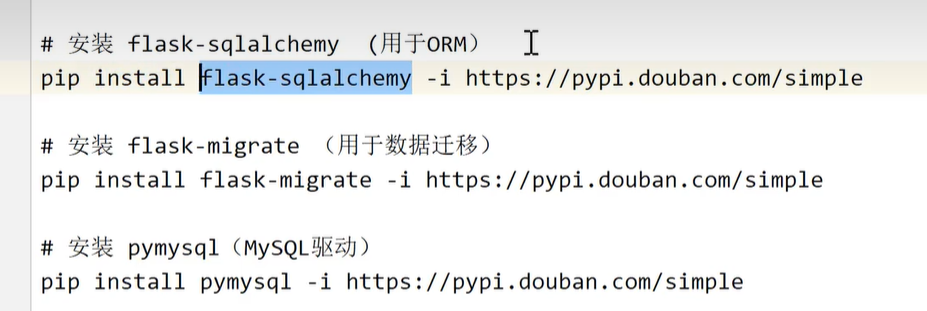 # 安装 flask-sqlalchemy （用于ORM）
pip install flask-sqlalchemy -i https://pypi.douban.com/simple
# 安装 flask-migrate （用于数据迁移）
pip install flask-migrate -i https://pypi.douban.com/simple
# 安装 pymysql（MySQL驱动）
pip install pymysql -i https://pypi.douban.com/simple